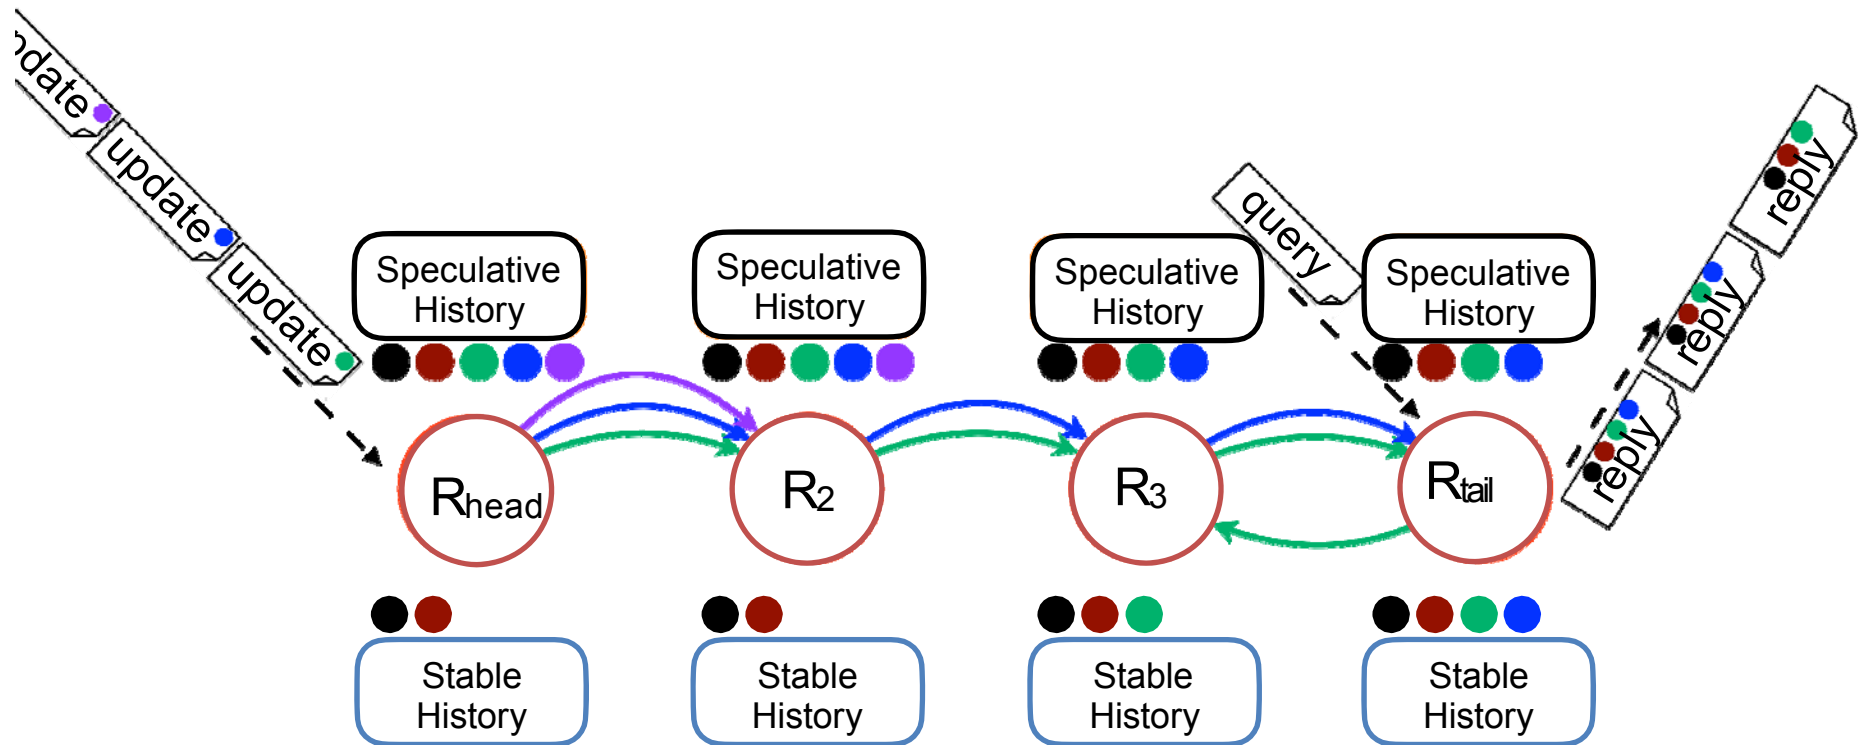 pdate
update
update
Speculative
History
Speculative
History
Speculative
History
query
Speculative
History
reply
reply
reply
Rhead
R2
R3
Rtail
Stable
History
Stable
History
Stable
History
Stable
History